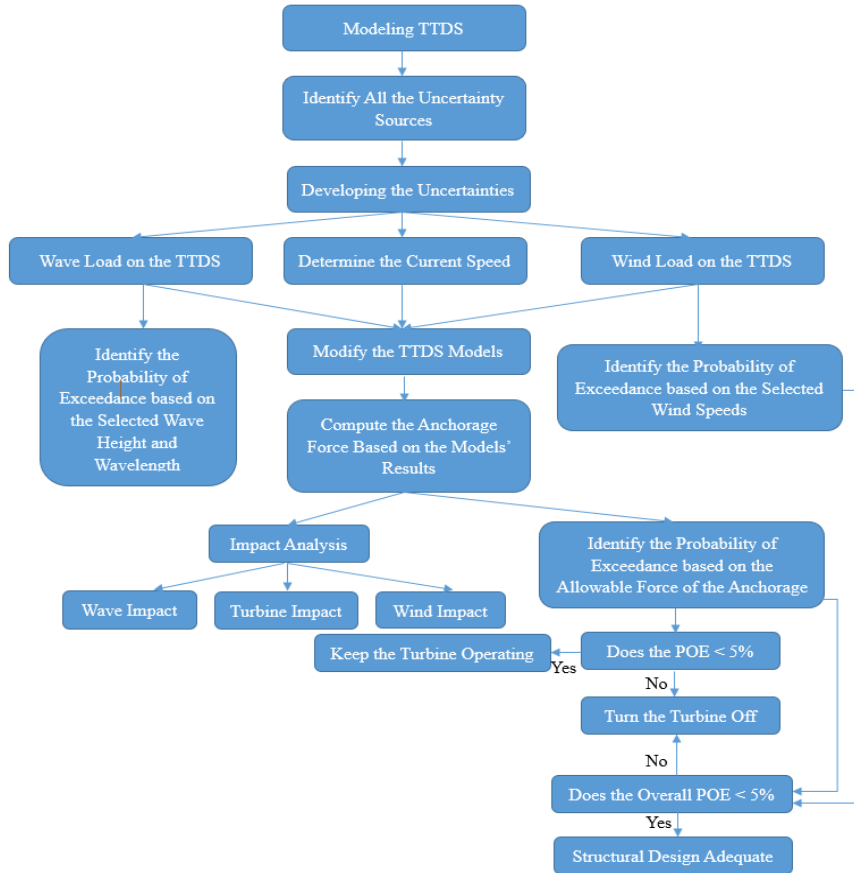 Modeling TTDS
Identify All the Uncertainty
Sources
Developing the Uncertainties
Wave Load on the TTDS
Determine the Current Speed
Wind Load on the TTDS
Identify the
Probability of
Exceedance based on
the Selected Wave
Height and
Wavelength
Modify the TTDS Models
Identify the Probability of
Exceedance based on the Selected
Wind Speeds
Compute the Anchorage
Force Based on the Models’
Results
Impact Analysis
Identify the Probability of
Exceedance based on the
Allowable Force of the Anchorage
Wave Impact
Turbine Impact
Wind Impact
Keep the Turbine Operating
Yes
Does the POE < 5%
No
Turn the Turbine Off
No
Does the Overall POE < 5%
Yes
Structural Design Adequate